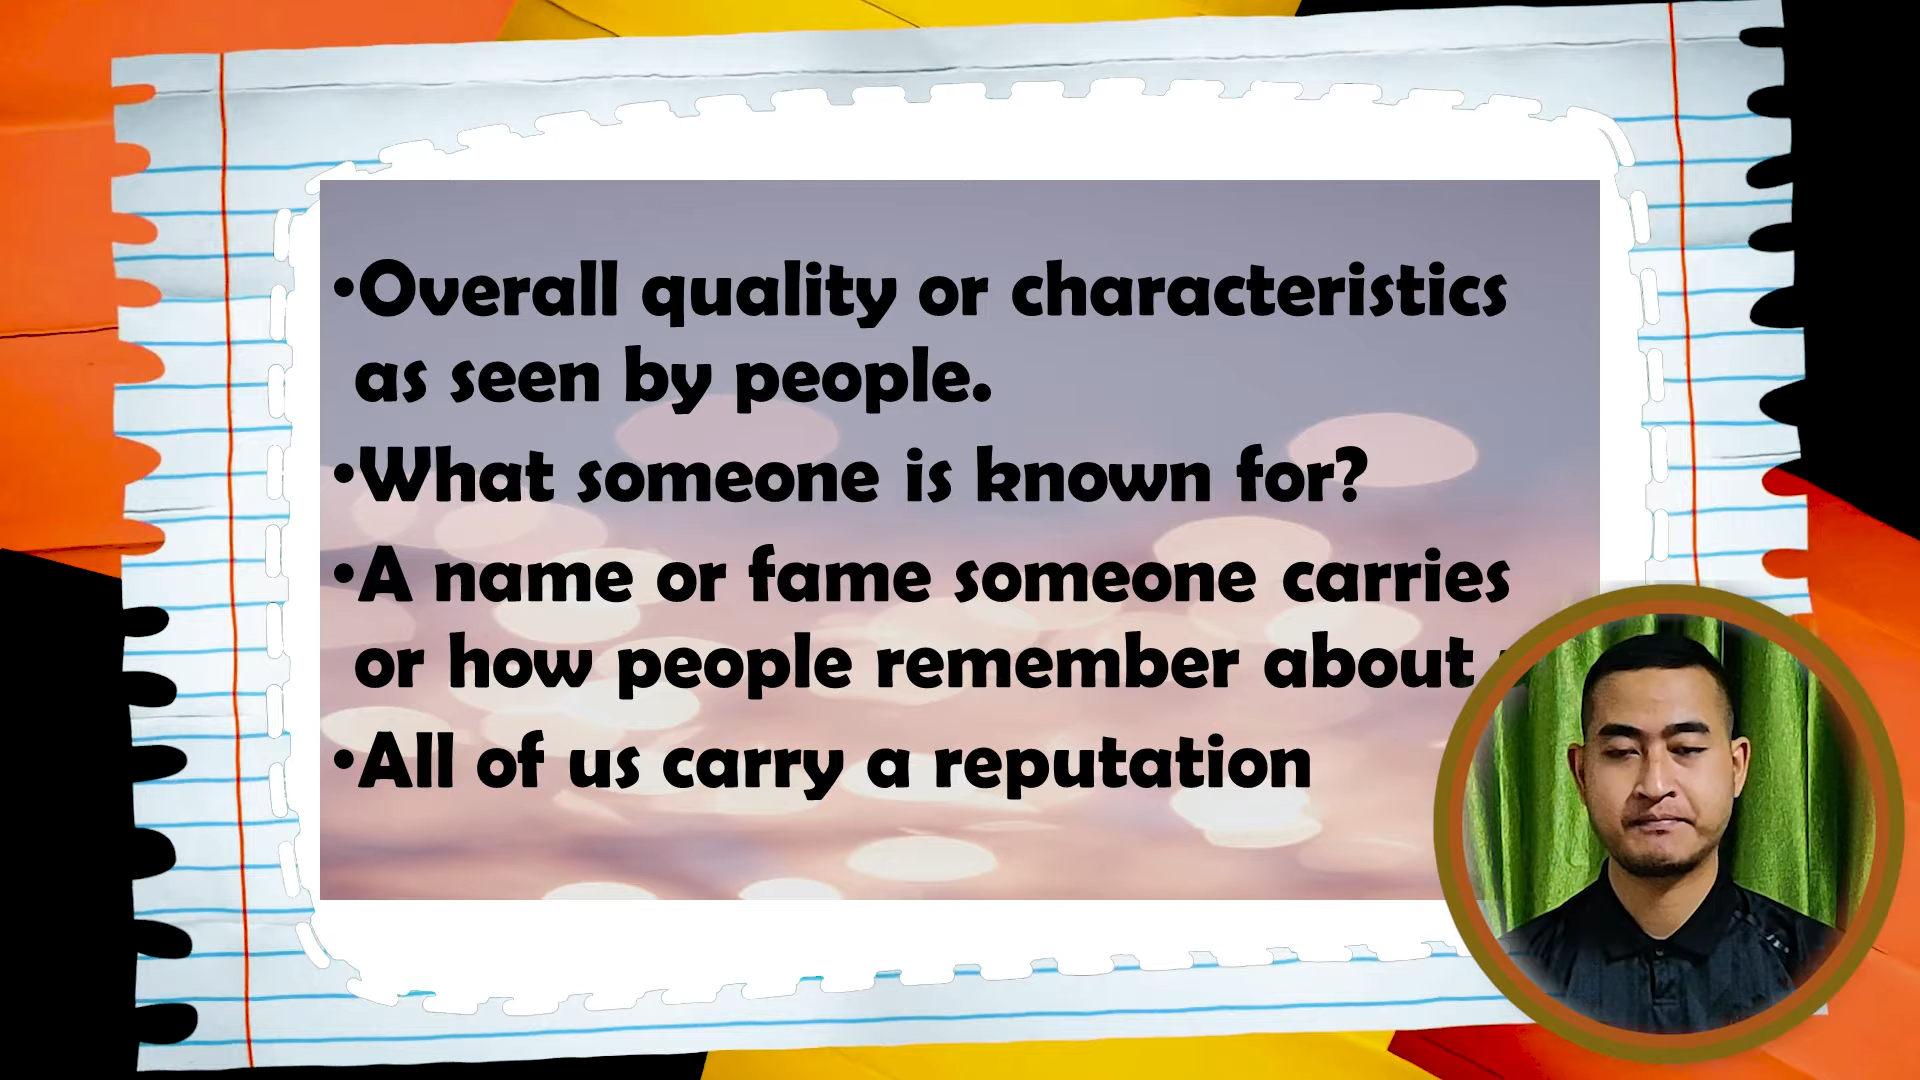 •Overall quality or characteristics
as seen by people.
•What someone is known for?
•A name or fame someone carries
or how people remember about
•All of us carry a reputation